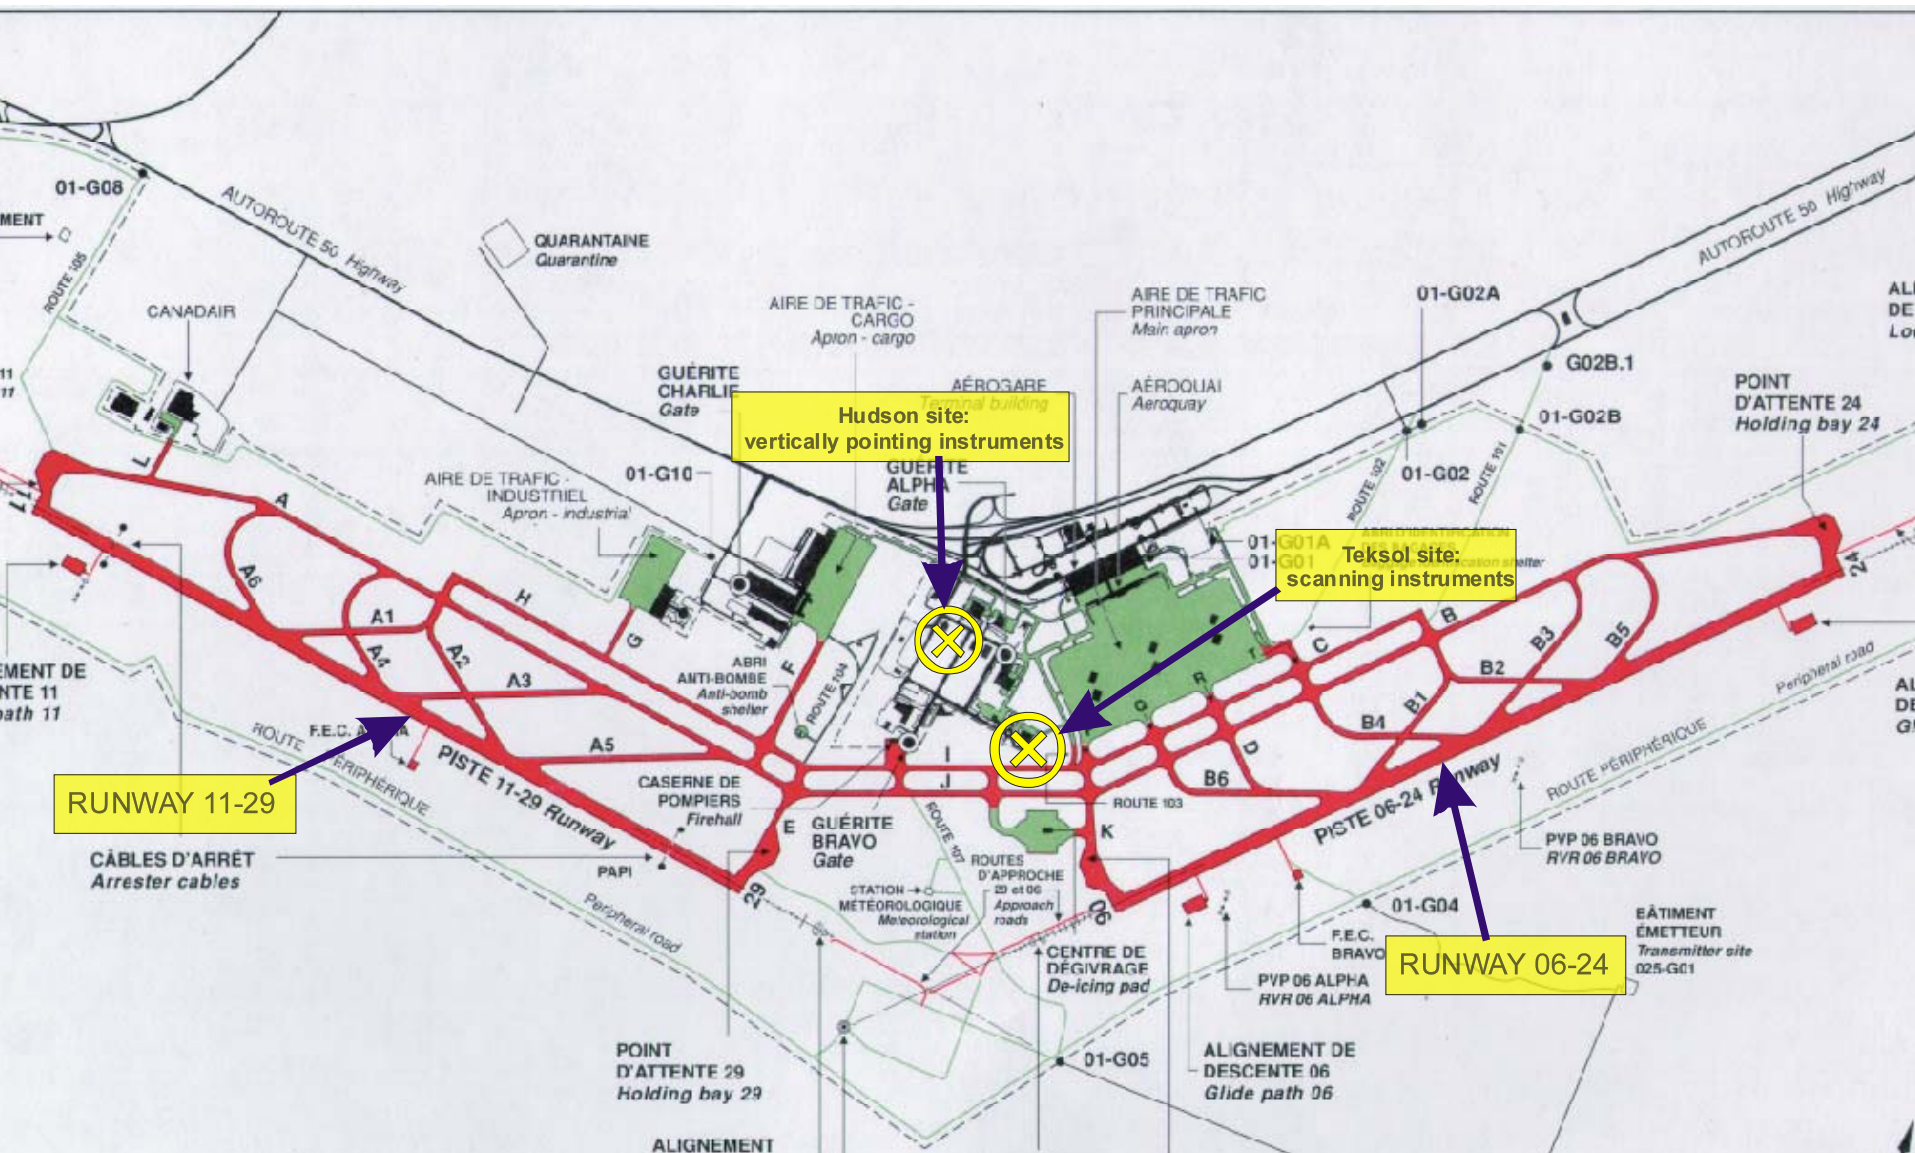 01-G08
MENT
ROUTE 105
AUTOROUTE 50 Highway
QUARANTAINE
Quarantine
CANADAIR
11
11
AIRE DE TRAFIC -
CARGO
Apron - cargo
AIRE DE TRAFIC
PRINCIPALE
Main apron
01-G02A
AUTOROUTE 50 Highway
G02B.1
GUÉRITE
CHARLIE
Gate
AÉROGARE
Terminal building
AÉROQUAI
Aeroquay
POINT
D'ATTENTE 24
Holding bay 24
01-G02B
Hudson site:
vertically pointing instruments
GUÉRITE
ALPHA
Gate
01-G10
AIRE DE TRAFIC -
INDUSTRIEL
Apron - industrial
01-G02
ROUTE 102
ROUTE 101
L
A
11
24
01-G01A
01-G01
Teksol site:
scanning instruments
A6
A1
H
G
A4
A2
A3
A5
F
ROUTE 104
ABRI
ANTI-BOMBE
Anti-bomb
shelter
EMENT DE
NTE 11
path 11
ROUTE PÉRIPHÉRIQUE
F.E.C. ALPHA
PISTE 11-29 Runway
RUNWAY 11-29
CASERNE DE
POMPIERS
Firehall
I
J
Q
R
T
C
B
D
B1
B2
B3
B4
B5
B6
E
K
GUÉRITE
BRAVO
Gate
ROUTE 107
ROUTE 103
PISTE 06-24 Runway
ROUTE PÉRIPHÉRIQUE
Peripheral road
CÂBLES D'ARRÊT
Arrester cables
PAPI
29
06
Peripheral road
STATION
MÉTÉOROLOGIQUE
Meteorological
station
ROUTES
D'APPROCHE
29 et 06
Approach
roads
CENTRE DE
DÉGIVRAGE
De-icing pad
PVP 06 BRAVO
RVR 06 BRAVO
01-G04
F.E.C.
BRAVO
PVP 06 ALPHA
RVR 06 ALPHA
RUNWAY 06-24
BÂTIMENT
ÉMETTEUR
Transmitter site
025-G01
POINT
D'ATTENTE 29
Holding bay 29
01-G05
ALIGNEMENT DE
DESCENTE 06
Glide path 06
ALIGNEMENT